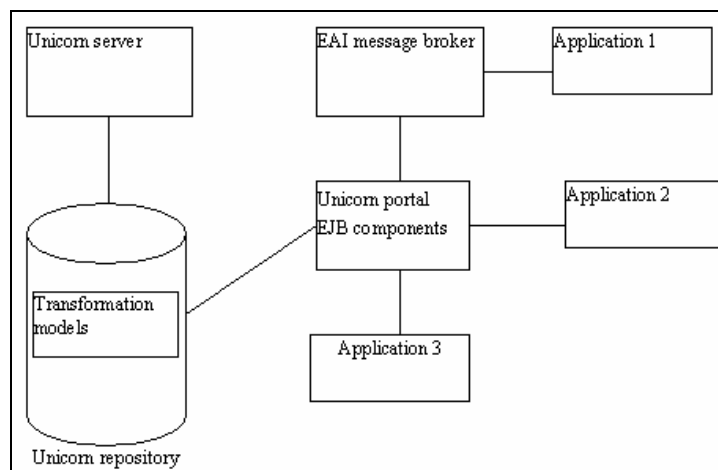 Unicorn server
EAI message broker
Application 1
Unicorn portal
EJB components
Application 2
Transformation
models
Application 3
Unicorn repository